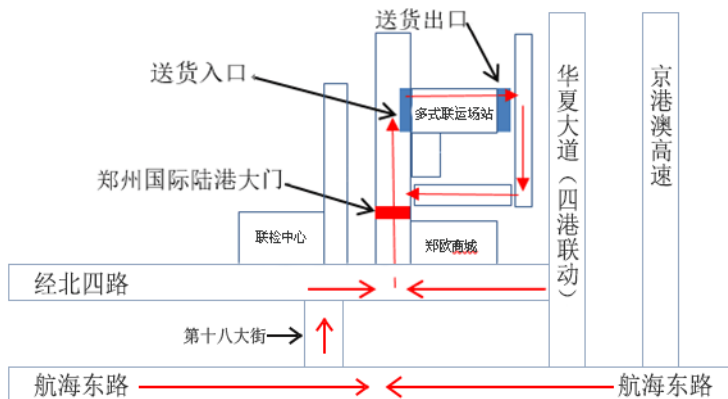 送货出口
送货入口
多式联运场站
华夏大道（四港联动）
京港澳高速
郑州国际陆港大门
联检中心
郑欧商城
经北四路
第十八大街
航海东路
航海东路